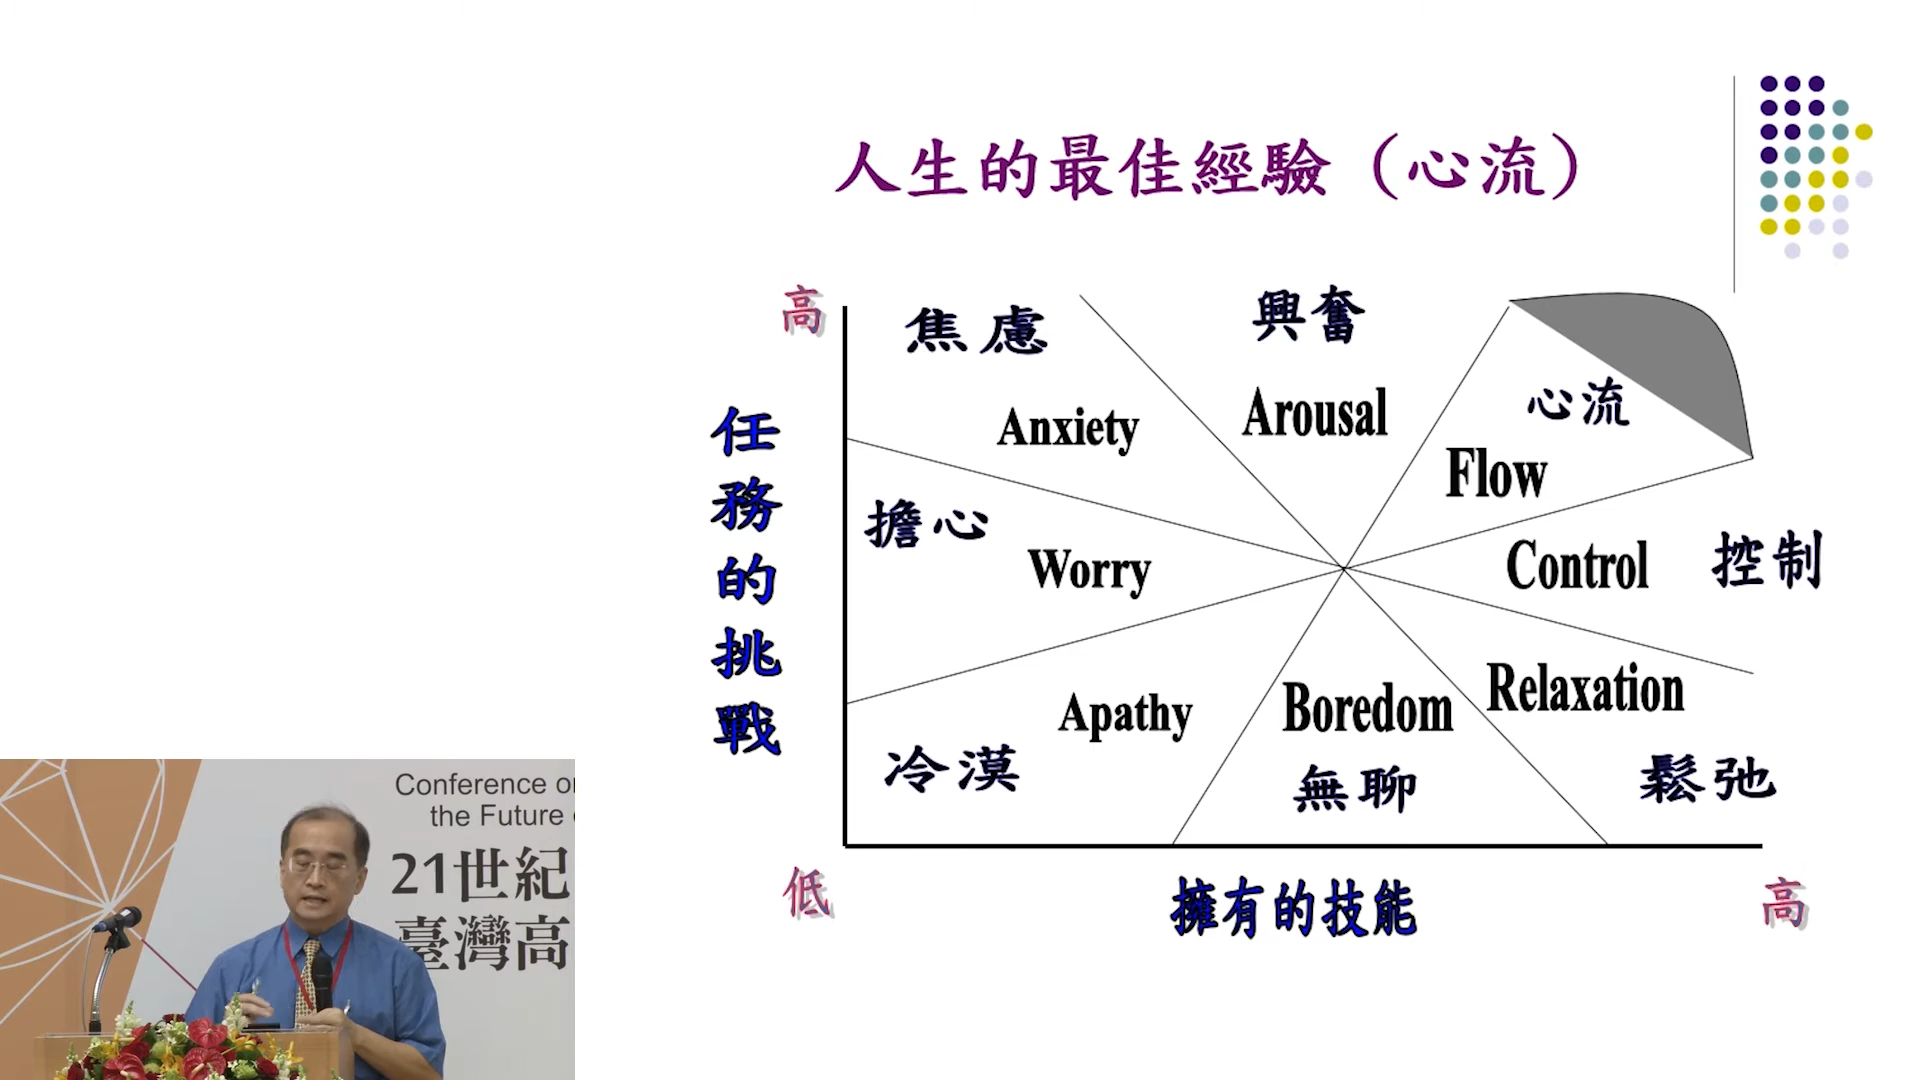 人生的最佳經驗（心流）
高
焦慮
興奮
Anxiety
Arousal
心流
Flow
任務的挑戰
擔心
Worry
Control
控制
Apathy
冷漠
Boredom
無聊
Relaxation
鬆弛
低
擁有的技能
高
Conference on
the Future
21世紀
臺灣高